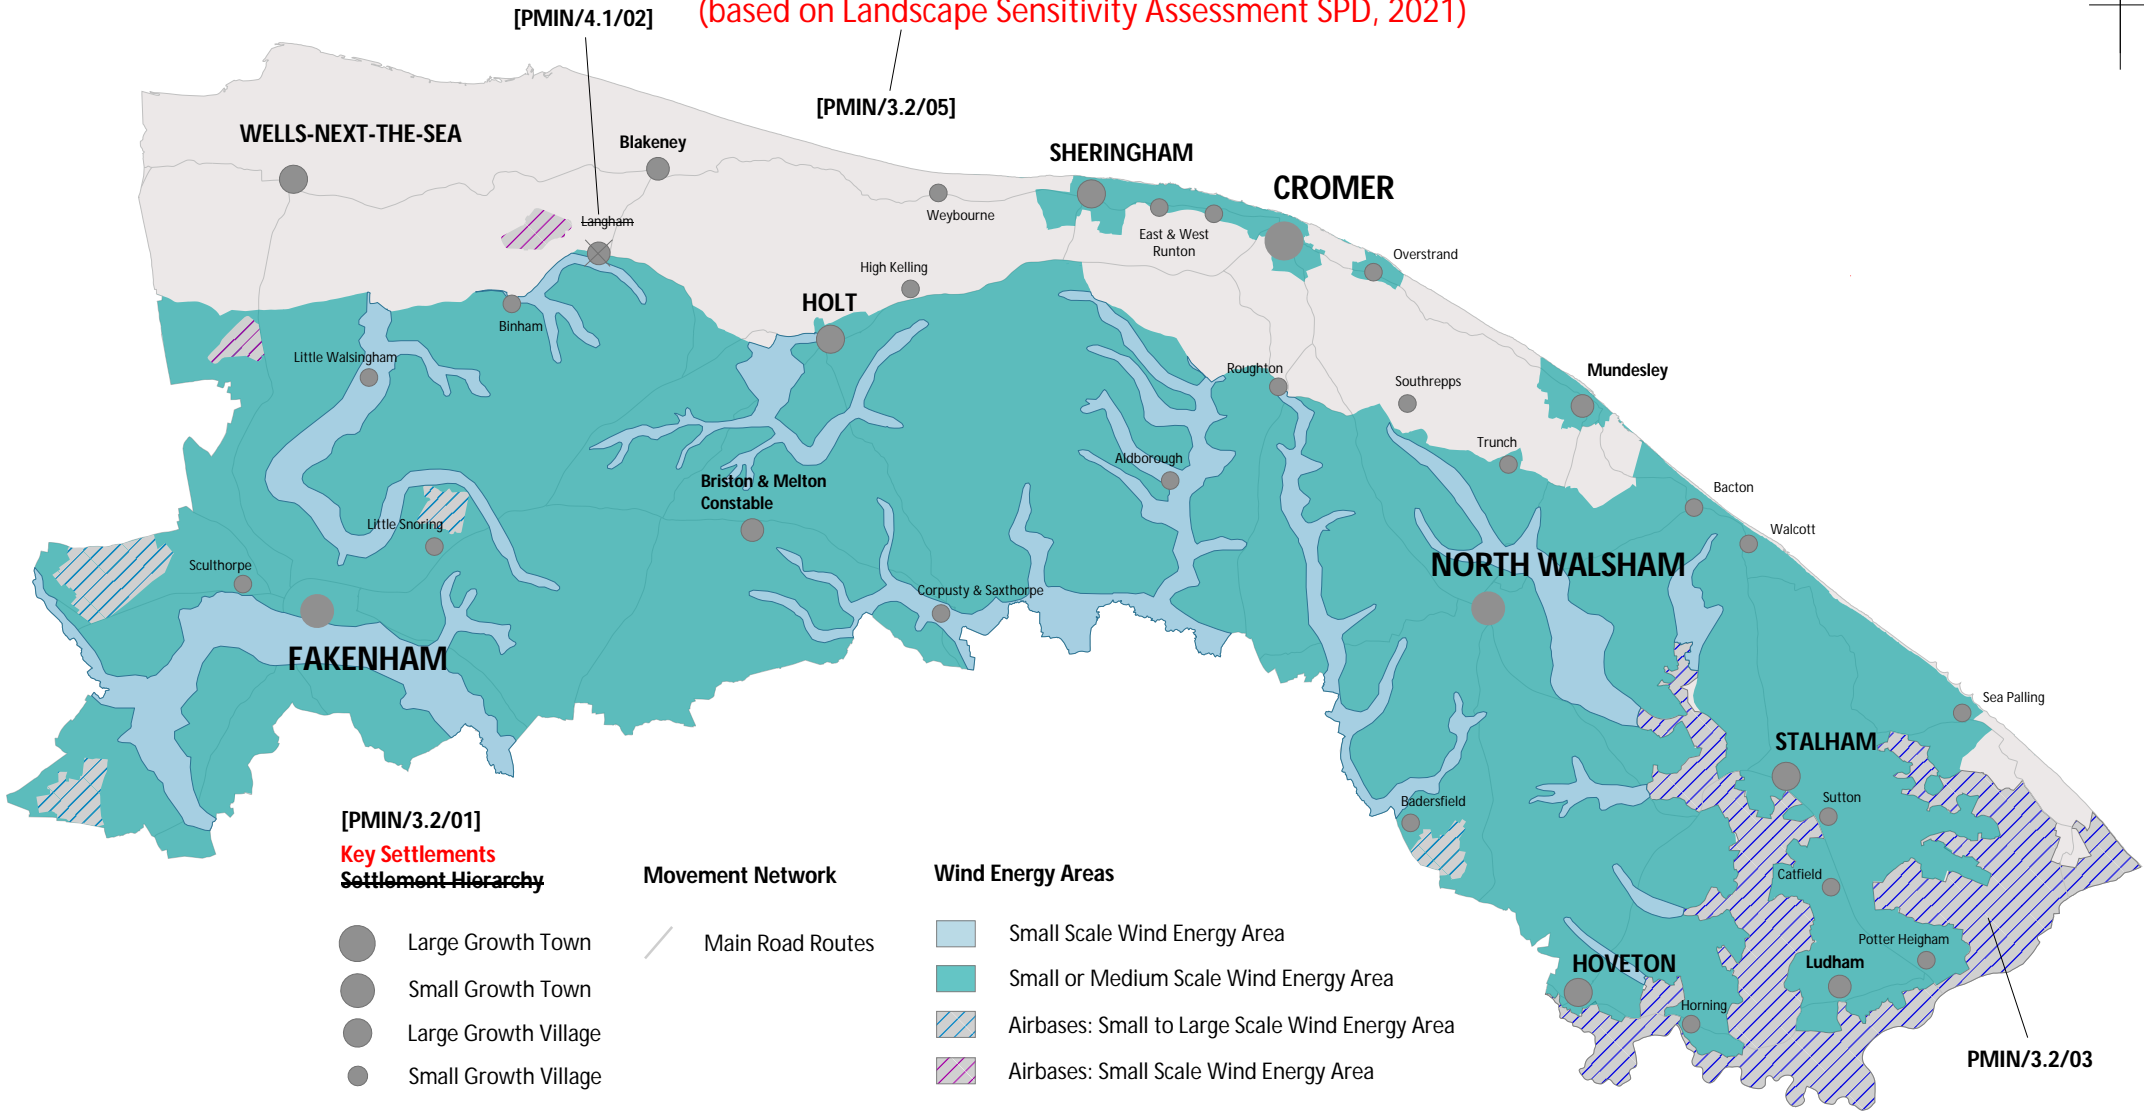 [PMIN/4.1/02]
(based on Landscape Sensitivity Assessment SPD, 2021)
[PMIN/3.2/05]
WELLS-NEXT-THE-SEA
Blakeney
SHERINGHAM
CROMER
Langham
Weybourne
East & West
Runton
Overstrand
High Kelling
HOLT
Binham
Little Walsingham
Roughton
Southrepps
Mundesley
Trunch
Aldborough
Briston & Melton
Constable
Bacton
Walcott
Little Snoring
Sculthorpe
NORTH WALSHAM
Corpusty & Saxthorpe
FAKENHAM
Sea Palling
STALHAM
Sutton
Badersfield
Catfield
Potter Heigham
Ludham
HOVETON
Horning
PMIN/3.2/03
[PMIN/3.2/01]
Key Settlements
Settlement Hierarchy
Large Growth Town
Small Growth Town
Large Growth Village
Small Growth Village
Movement Network
Main Road Routes
Wind Energy Areas
Small Scale Wind Energy Area
Small or Medium Scale Wind Energy Area
Airbases: Small to Large Scale Wind Energy Area
Airbases: Small Scale Wind Energy Area